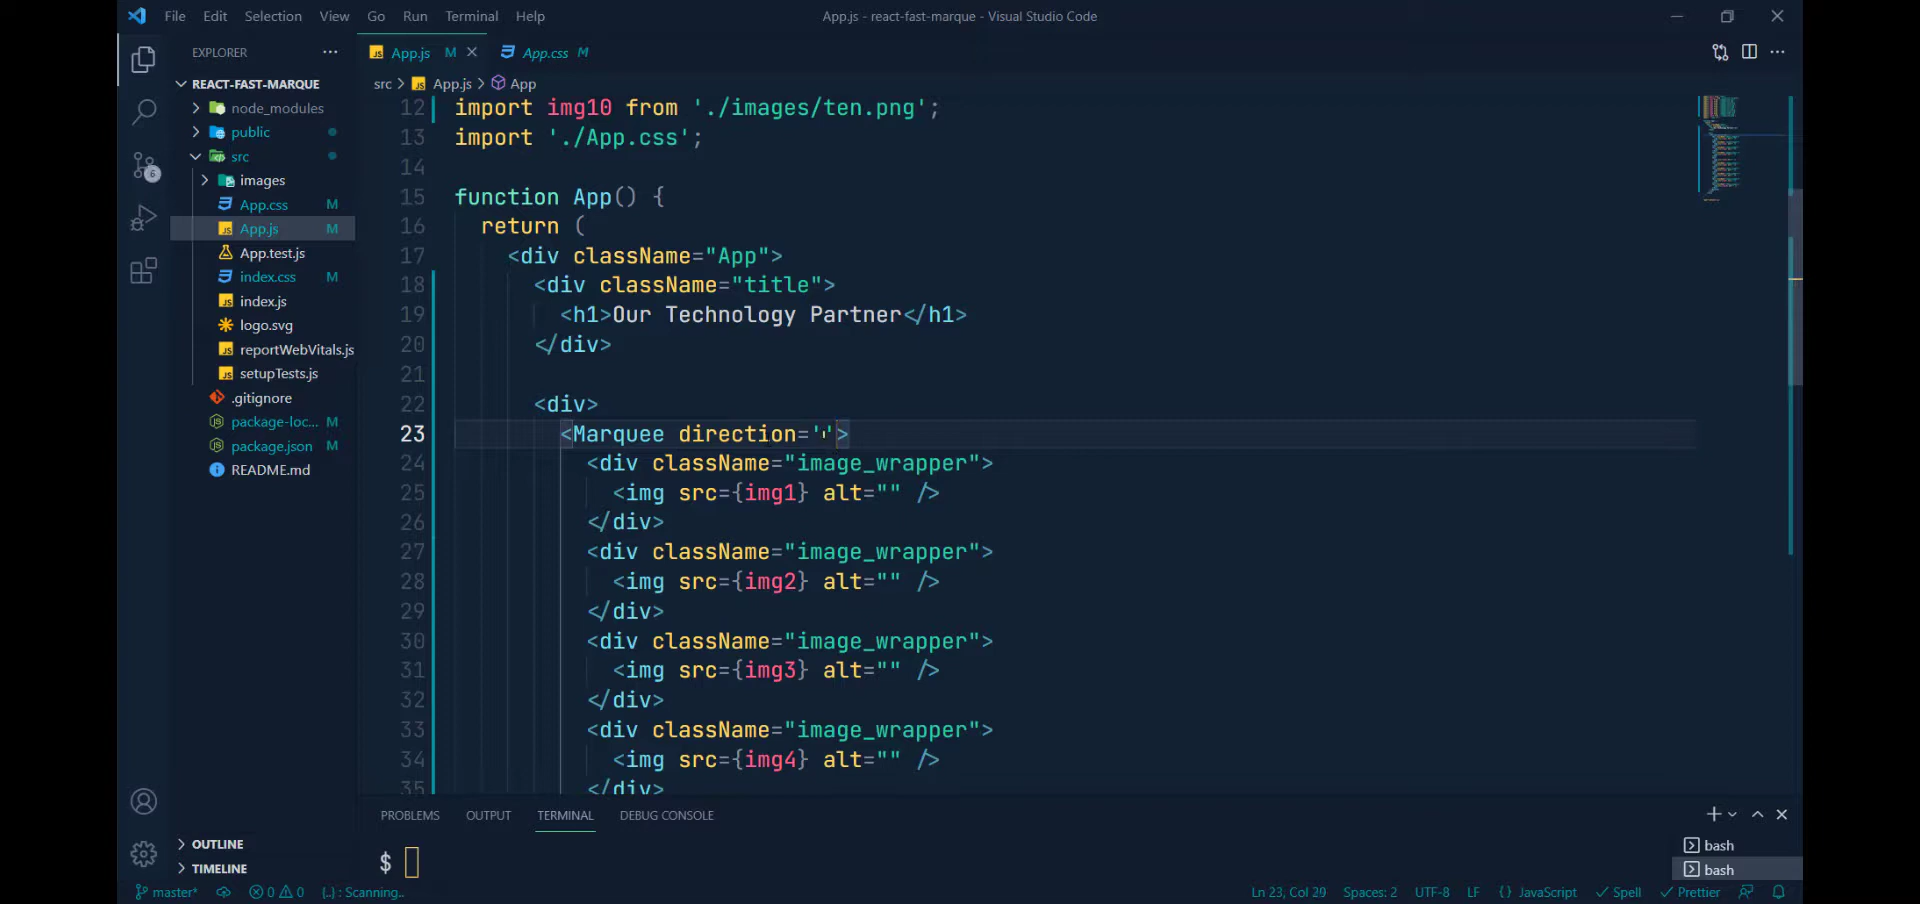 File Edit Selection View Go Run Terminal Help App.js - react-fast-marque - Visual Studio Code
EXPLORER ··· App.js M App.css M
REACT-FAST-MARQUE src > App.js > App
node_modules
public
src
images
App.css M
App.js M
App.test.js
index.css M
index.js
logo.svg
reportWebVitals.js
setupTests.js
.gitignore
package-loc... M
package.json M
README.md
6
12 import img10 from './images/ten.png';
13 import './App.css';
14
15 function App() {
16 return (
17 <div className="App">
18 <div className="title">
19 <h1>Our Technology Partner</h1>
20 </div>
21
22 <div>
23 <Marquee direction=''>
24 <div className="image_wrapper">
25 <img src={img1} alt="" />
26 </div>
27 <div className="image_wrapper">
28 <img src={img2} alt="" />
29 </div>
30 <div className="image_wrapper">
31 <img src={img3} alt="" />
32 </div>
33 <div className="image_wrapper">
34 <img src={img4} alt="" />
35 </div>
PROBLEMS OUTPUT TERMINAL DEBUG CONSOLE
OUTLINE
TIMELINE
$
bash
bash
master* 0 0 {..} : Scanning.. Ln 23, Col 29 Spaces: 2 UTF-8 LF {} JavaScript Spell Prettier